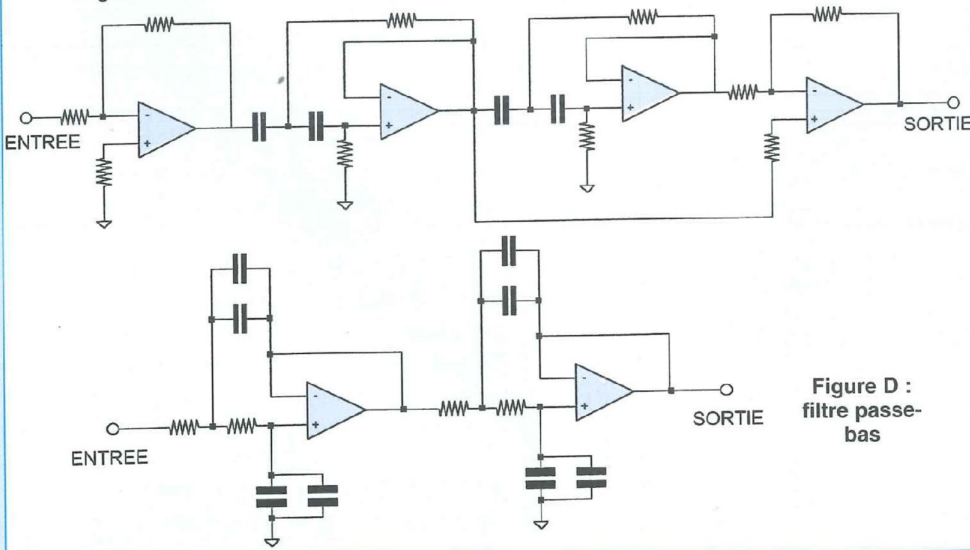 ENTREE
SORTIE
ENTREE
SORTIE
Figure D :
filtre passe-
bas